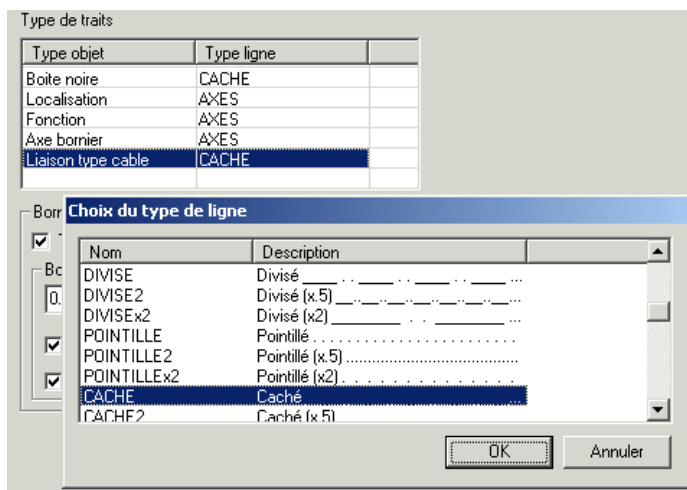 Type de traits
Type objet Type ligne
Boite noire CACHE
Localisation AXES
Fonction AXES
Axe bornier AXES
Liaison type cable CACHE
Choix du type de ligne
Nom Description
DIVISE Divisé ____ . . ____ . . ____ . . ____ ...
DIVISE2 Divisé (x.5) __..__..__..__..__..__..__...
DIVISEx2 Divisé (x2) ________ . . ________ ...
POINTILLE Pointillé . . . . . . . . . . . . . . . . . . . . . . . .
POINTILLE2 Pointillé (x.5) .......................................
POINTILLEx2 Pointillé (x2) . . . . . . . . . . . . . .
CACHE Caché ...
CACHE2 Caché (x.5)
0.
OK Annuler